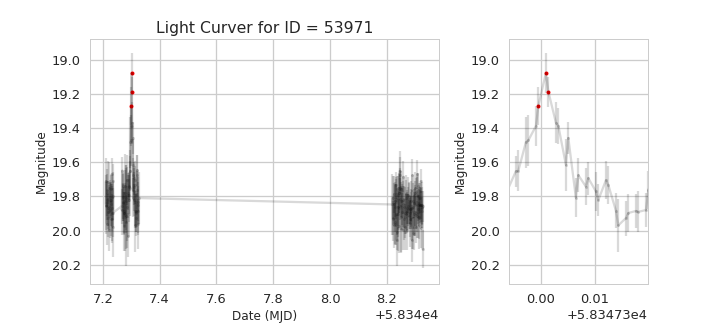 Light Curver for ID = 53971
Magnitude
19.0
19.2
19.4
19.6
19.8
20.0
20.2
7.2 7.4 7.6 7.8 8.0 8.2
Date (MJD)
+5.834e4
Magnitude
19.0
19.2
19.4
19.6
19.8
20.0
20.2
0.00 0.01
+5.83473e4